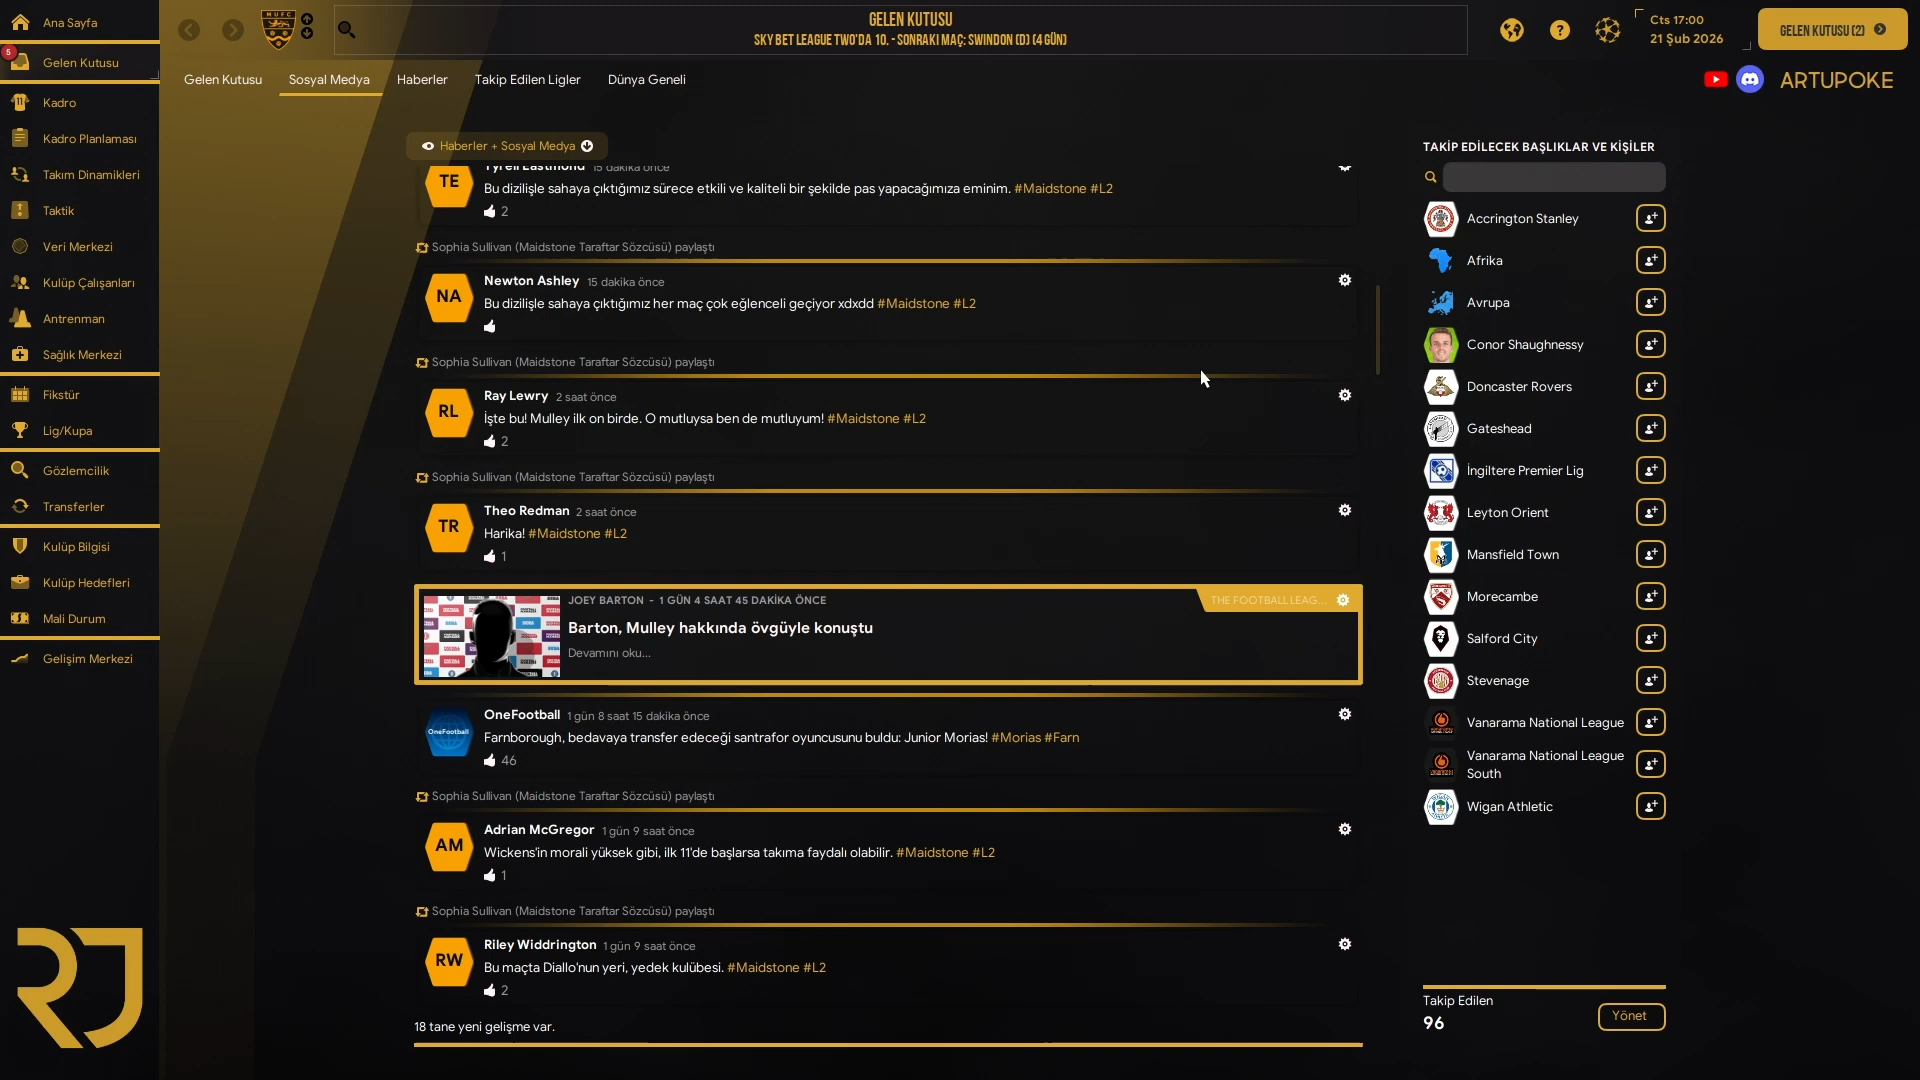 Ana Sayfa
5
Gelen Kutusu
Kadro
Kadro Planlaması
Takım Dinamikleri
Taktik
Veri Merkezi
Kulüp Çalışanları
Antrenman
Sağlık Merkezi
Fikstür
Lig/Kupa
Gözlemcilik
Transferler
Kulüp Bilgisi
Kulüp Hedefleri
Mali Durum
Gelişim Merkezi
RJ
GELEN KUTUSU
SKY BET LEAGUE TWO'DA 10. - SONRAKI MAÇ: SWINDON (D) (4 GÜN)
Cts 17:00
21 Şub 2026
GELEN KUTUSU (2)
Gelen Kutusu
Sosyal Medya
Haberler
Takip Edilen Ligler
Dünya Geneli
ARTUPOKE
Haberler + Sosyal Medya
TE
Tyrell Eastmond 15 dakika önce
Bu dizilişle sahaya çıktığımız sürece etkili ve kaliteli bir şekilde pas yapacağımıza eminim. #Maidstone #L2
2
Sophia Sullivan (Maidstone Taraftar Sözcüsü) paylaştı
NA
Newton Ashley 15 dakika önce
Bu dizilişle sahaya çıktığımız her maç çok eğlenceli geçiyor xdxdd #Maidstone #L2
Sophia Sullivan (Maidstone Taraftar Sözcüsü) paylaştı
RL
Ray Lewry 2 saat önce
İşte bu! Mulley ilk on birde. O mutluysa ben de mutluyum! #Maidstone #L2
2
Sophia Sullivan (Maidstone Taraftar Sözcüsü) paylaştı
TR
Theo Redman 2 saat önce
Harika! #Maidstone #L2
1
JOEY BARTON - 1 GÜN 4 SAAT 45 DAKİKA ÖNCE
THE FOOTBALL LEAG...
Barton, Mulley hakkında övgüyle konuştu
Devamını oku...
OneFootball
OneFootball 1 gün 8 saat 15 dakika önce
Farnborough, bedavaya transfer edeceği santrafor oyuncusunu buldu: Junior Morias! #Morias #Farn
46
Sophia Sullivan (Maidstone Taraftar Sözcüsü) paylaştı
AM
Adrian McGregor 1 gün 9 saat önce
Wickens'in morali yüksek gibi, ilk 11'de başlarsa takıma faydalı olabilir. #Maidstone #L2
1
Sophia Sullivan (Maidstone Taraftar Sözcüsü) paylaştı
RW
Riley Widdrington 1 gün 9 saat önce
Bu maçta Diallo'nun yeri, yedek kulübesi. #Maidstone #L2
2
18 tane yeni gelişme var.
TAKİP EDİLECEK BAŞLIKLAR VE KİŞİLER
Accrington Stanley
Afrika
Avrupa
Conor Shaughnessy
Doncaster Rovers
Gateshead
İngiltere Premier Lig
Leyton Orient
Mansfield Town
Morecambe
Salford City
Stevenage
Vanarama National League
Vanarama National League
South
Wigan Athletic
Takip Edilen
96
Yönet